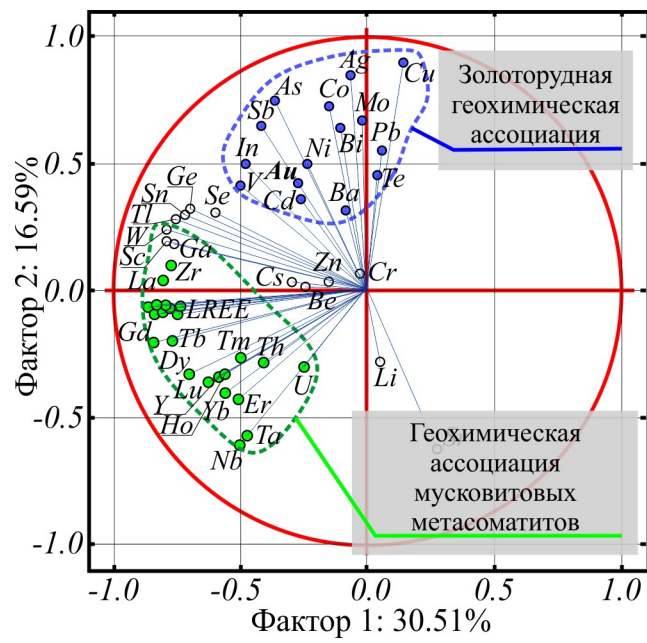 1.0
0.5
0.0
-0.5
-1.0
Фактор 2: 16.59%
-1.0
-0.5
0.0
0.5
1.0
Фактор 1: 30.51%
Золоторудная
геохимическая
ассоциация
Геохимическая
ассоциация
мусковитовых
метасоматитов
Ag
Cu
As
Co
Mo
Sb
Bi
Pb
In
Ni
Au
V
Cd
Te
Ba
Ge
Sn
Se
Tl
W
Sc
Ga
Zr
La
Cs
Zn
Cr
Be
LREE
Gd
Tb
Tm
Th
Dy
U
Lu
Y
Yb
Er
Ho
Ta
Nb
Li